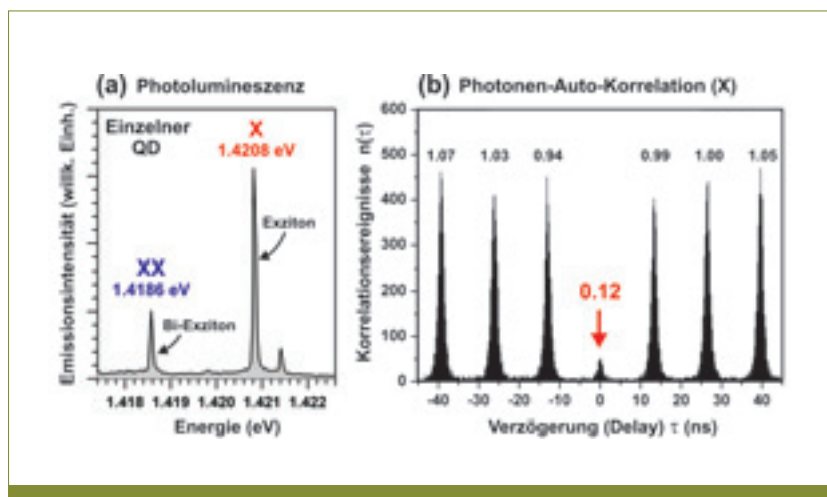 (a) Photolumineszenz
Emissionsintensität (willk. Einh.)
Einzelner
QD
X
1.4208 eV
Exziton
XX
1.4186 eV
Bi-Exziton
1.418 1.419 1.420 1.421 1.422
Energie (eV)
(b) Photonen-Auto-Korrelation (X)
Korrelationsereignisse n(τ)
600
500
400
300
200
100
0
1.07 1.03 0.94 0.99 1.00 1.05
0.12
-40 -30 -20 -10 0 10 20 30 40
Verzögerung (Delay) τ (ns)